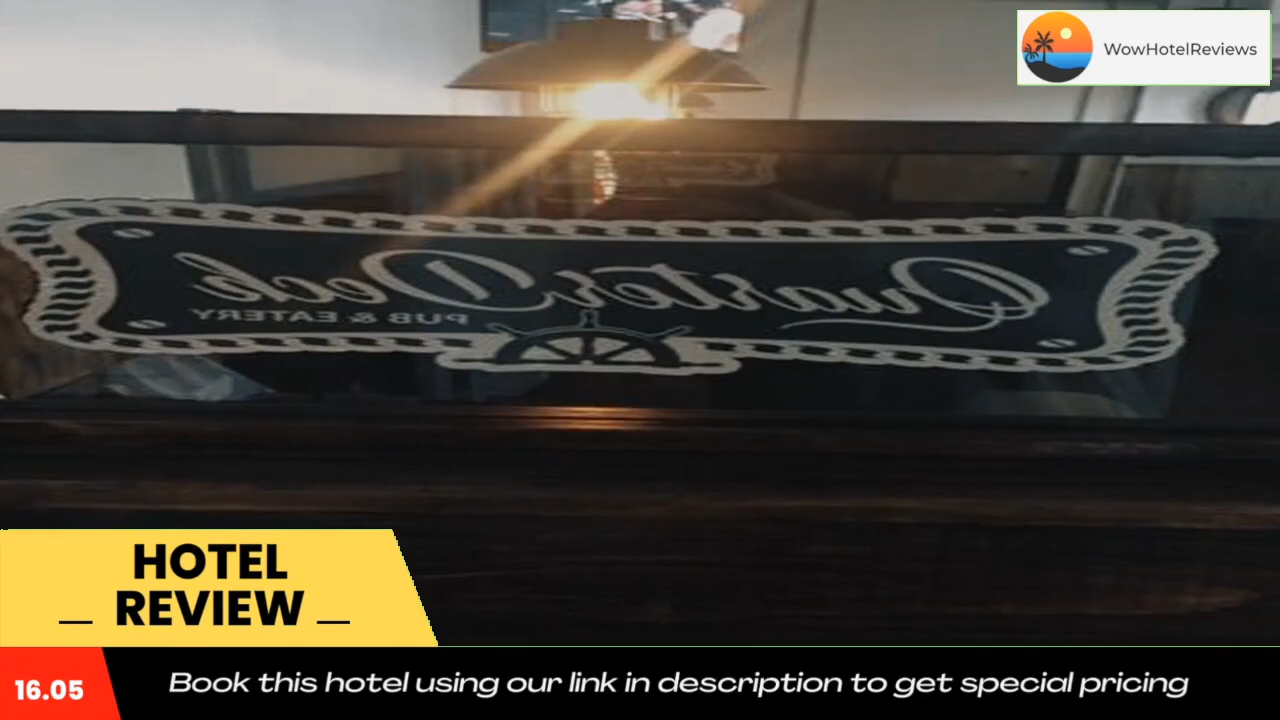 WowHotelReviews
Quarter Deck
PUB & EATERY
HOTEL
REVIEW
16.05
Book this hotel using our link in description to get special pricing